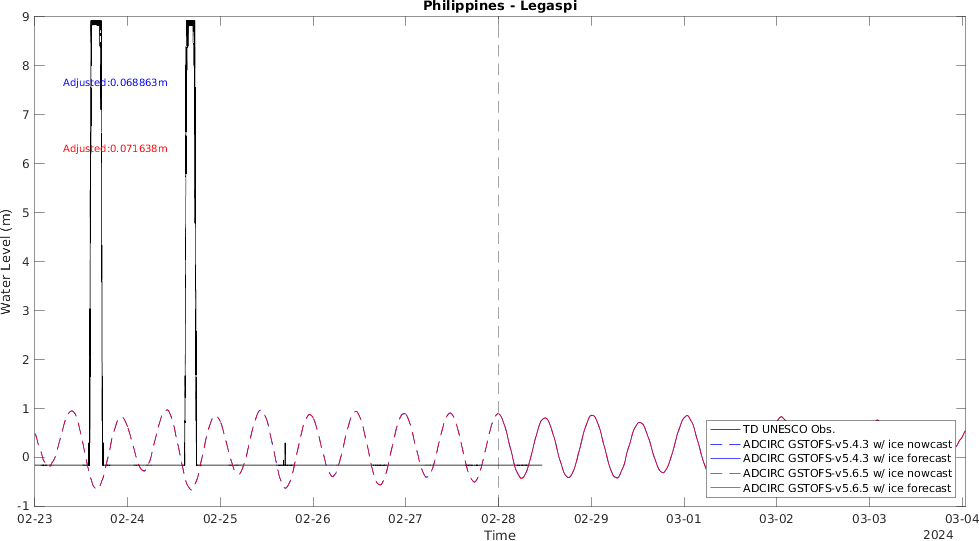 Philippines - Legaspi
9
8
Adjusted:0.068863m
7
Adjusted:0.071638m
6
5
Water Level (m)
4
3
2
1
0
-1
TD UNESCO Obs.
ADCIRC GSTOFS-v5.4.3 w/ ice nowcast
ADCIRC GSTOFS-v5.4.3 w/ ice forecast
ADCIRC GSTOFS-v5.6.5 w/ ice nowcast
ADCIRC GSTOFS-v5.6.5 w/ ice forecast
02-23 02-24 02-25 02-26 02-27 02-28 02-29 03-01 03-02 03-03 03-04
Time
2024